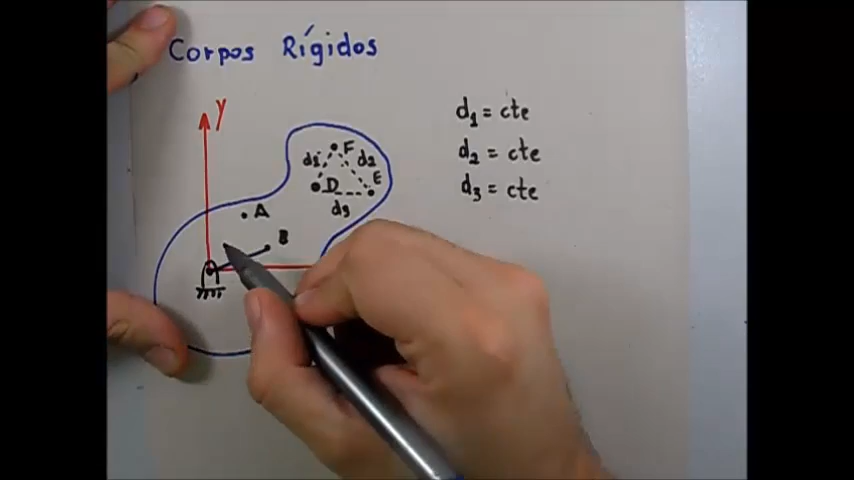 Corpos Rígidos
y
d1 = cte
d2 = cte
d3 = cte
F
d1
d2
D
E
d3
A
B